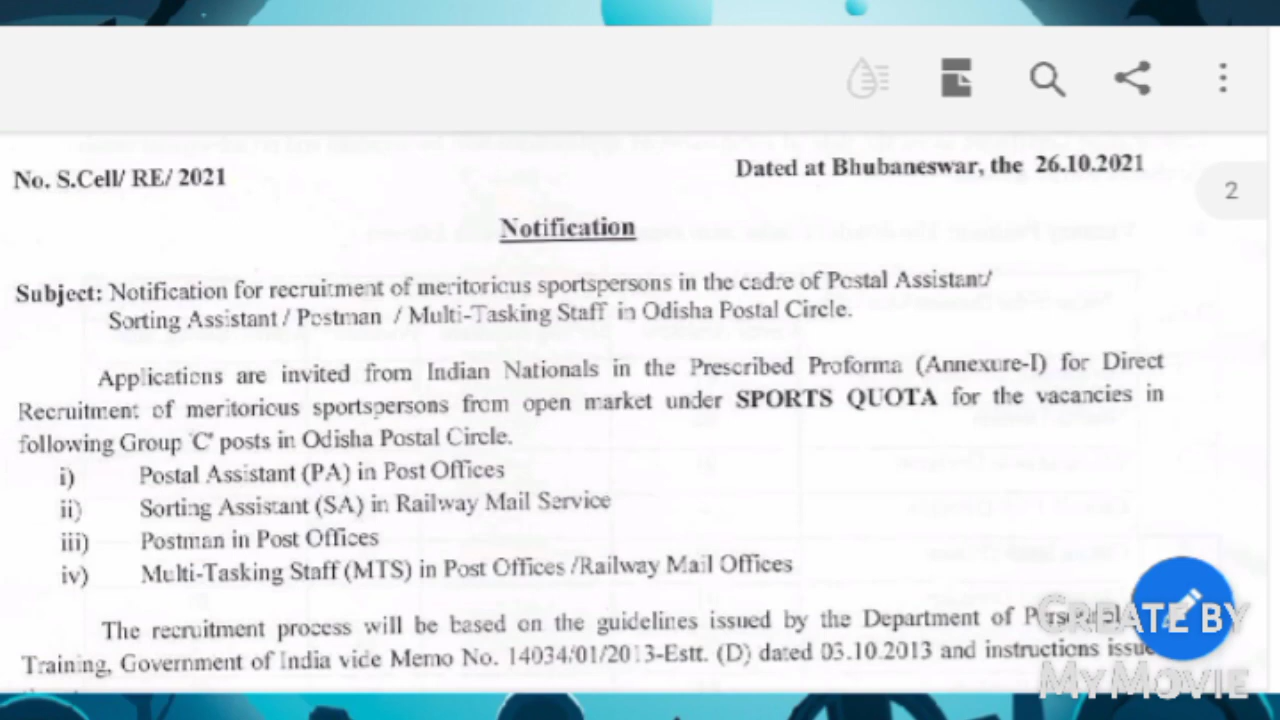 2
No. S.Cell/ RE/ 2021
Dated at Bhubaneswar, the 26.10.2021
Notification
Subject: Notification for recruitment of meritorious sportspersons in the cadre of Postal Assistant/
Sorting Assistant / Postman / Multi-Tasking Staff in Odisha Postal Circle.
Applications are invited from Indian Nationals in the Prescribed Proforma (Annexure-I) for Direct
Recruitment of meritorious sportspersons from open market under SPORTS QUOTA for the vacancies in
following Group 'C' posts in Odisha Postal Circle.
i) Postal Assistant (PA) in Post Offices
ii) Sorting Assistant (SA) in Railway Mail Service
iii) Postman in Post Offices
iv) Multi-Tasking Staff (MTS) in Post Offices /Railway Mail Offices
The recruitment process will be based on the guidelines issued by the Department of
Training, Government of India vide Memo No. 14034/01/2013-Estt. (D) dated 03.10.2013 and instructions
CREATE BY
MYMOVIE